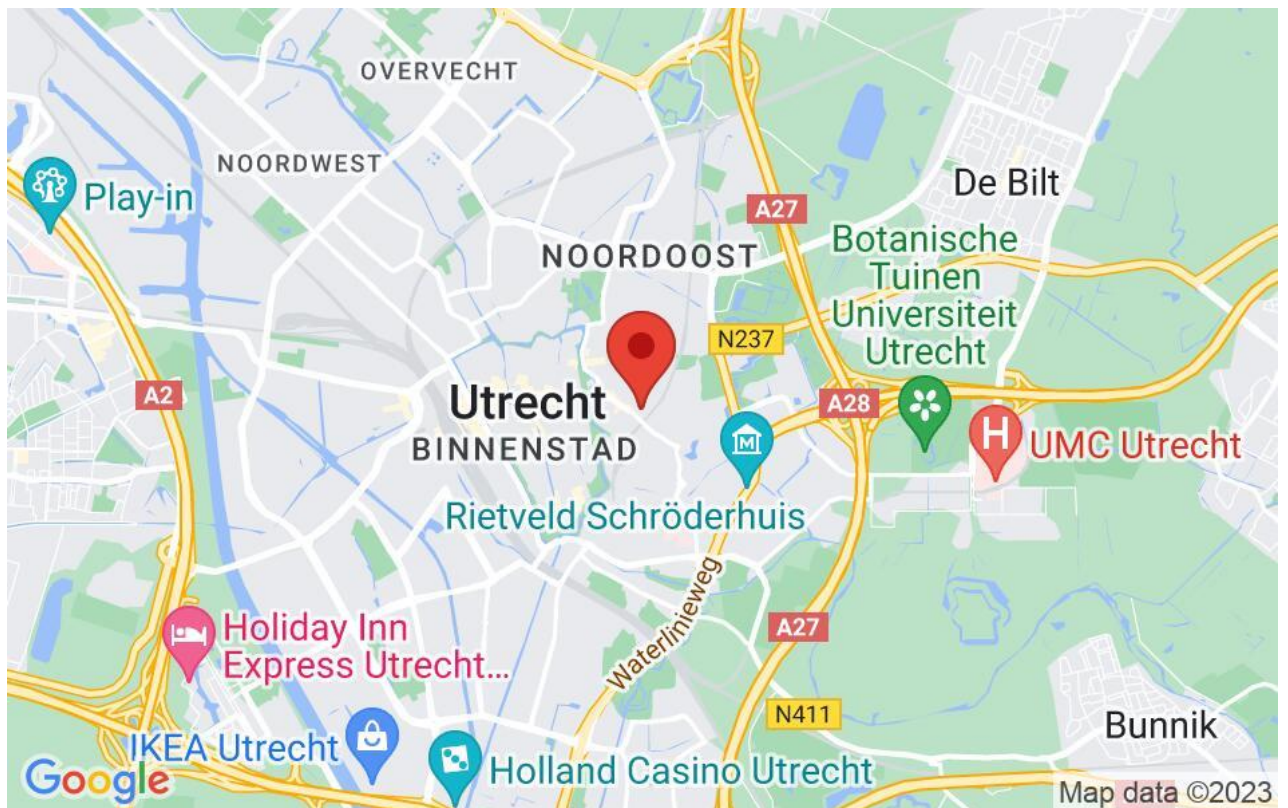 OVERVECHT
NOORDWEST
Play-in
De Bilt
A27
NOORDOOST
Botanische
Tuinen
Universiteit
Utrecht
N237
A2
Utrecht
BINNENSTAD
A28
M
H
UMC Utrecht
Rietveld Schröderhuis
Waterlinieweg
A27
Holiday Inn
Express Utrecht...
N411
Bunnik
IKEA Utrecht
Holland Casino Utrecht
Google
Map data ©2023